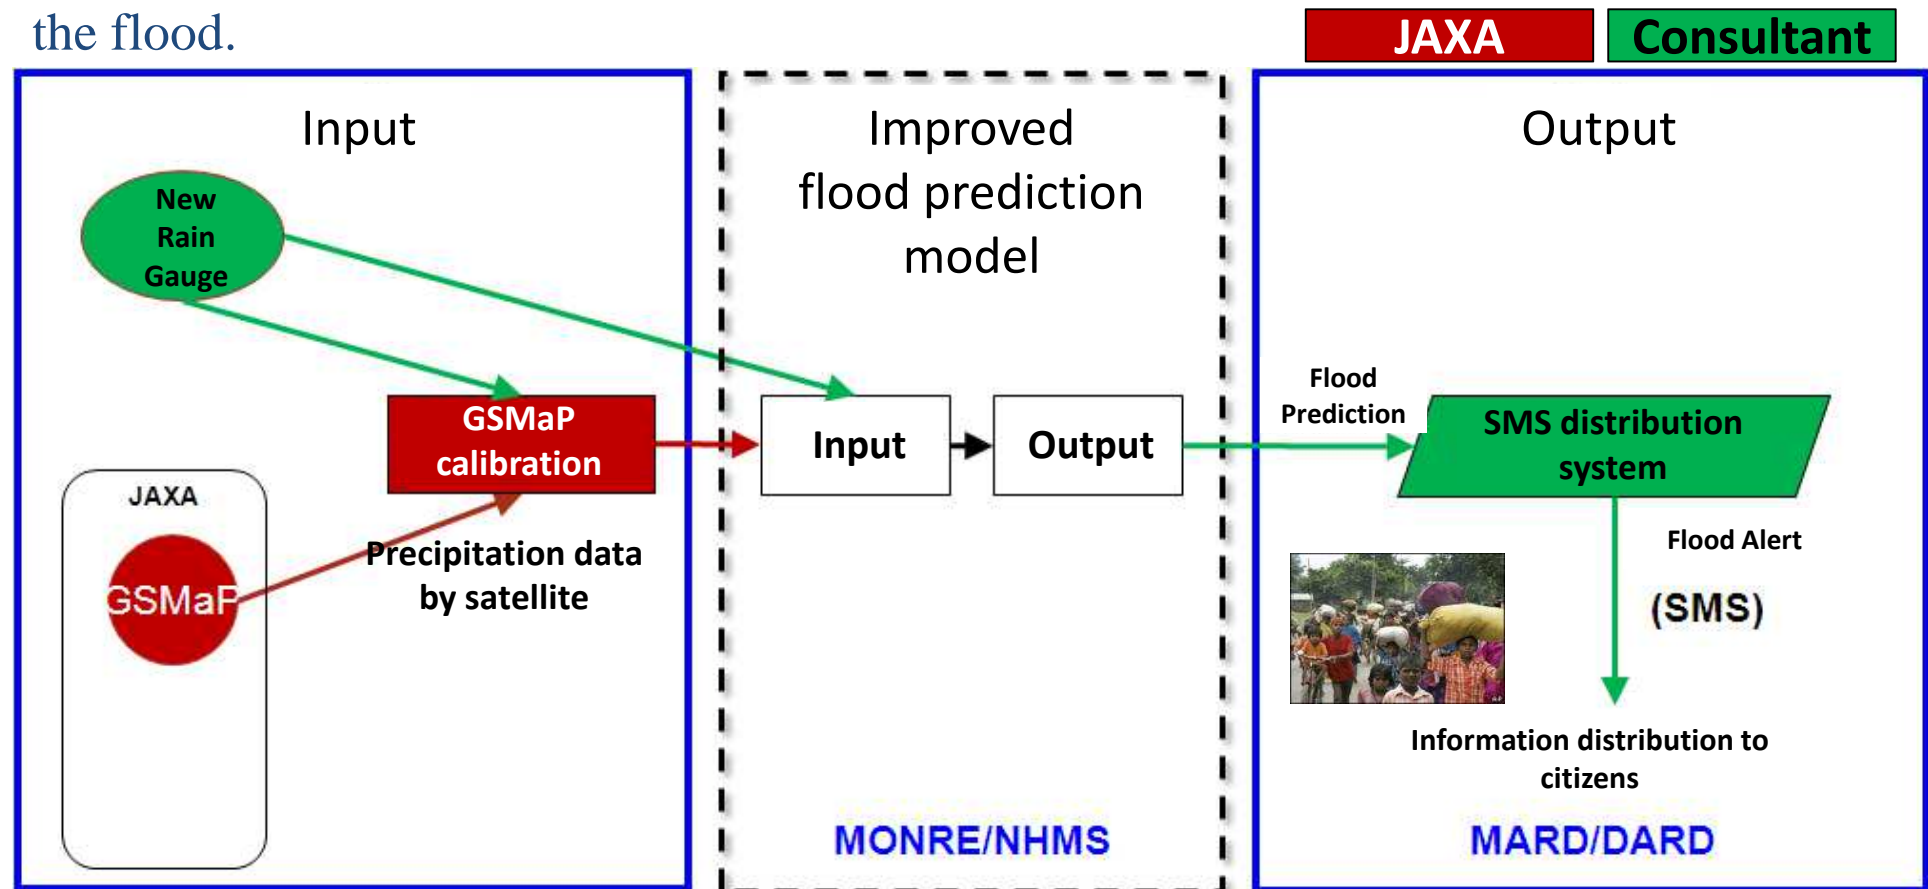 the flood.
JAXA
Consultant
Input
New
Rain
Gauge
GSMaP
calibration
JAXA
GSMaP
Precipitation data
by satellite
Improved
flood prediction
model
Input
Output
MONRE/NHMS
Output
Flood
Prediction
SMS distribution
system
Flood Alert
(SMS)
Information distribution to
citizens
MARD/DARD